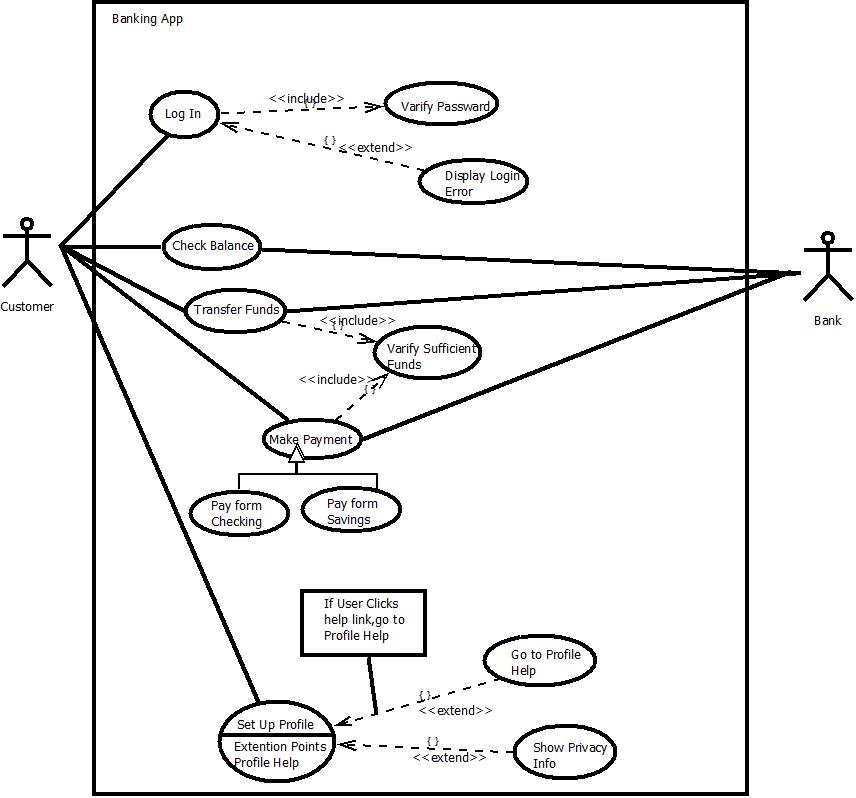 Banking App
<<include>>
{ }
Log In
Varify Passward
{ }
<<extend>>
Display Login
Error
Check Balance
Customer
Bank
Transfer Funds
<<include>>
{ }
Varify Sufficient
Funds
<<include>>
{ }
Make Payment
Pay form
Checking
Pay form
Savings
If User Clicks
help link,go to
Profile Help
Go to Profile
Help
{ }
<<extend>>
Set Up Profile
Extention Points
Profile Help
{ }
<<extend>>
Show Privacy
Info